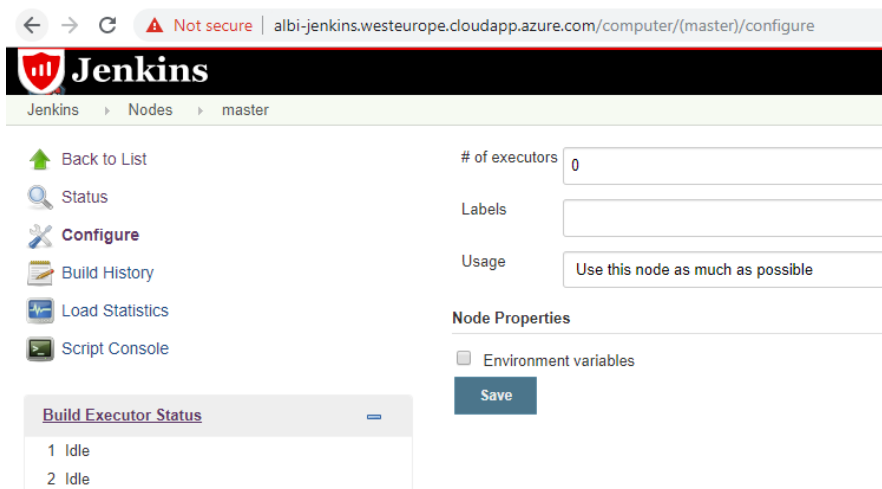 Not secure | albi-jenkins.westeurope.cloudapp.azure.com/computer/(master)/configure
Jenkins
Jenkins Nodes master
Back to List
Status
Configure
Build History
Load Statistics
Script Console
Build Executor Status
1 Idle
2 Idle
# of executors 0
Labels
Usage Use this node as much as possible
Node Properties
Environment variables
Save